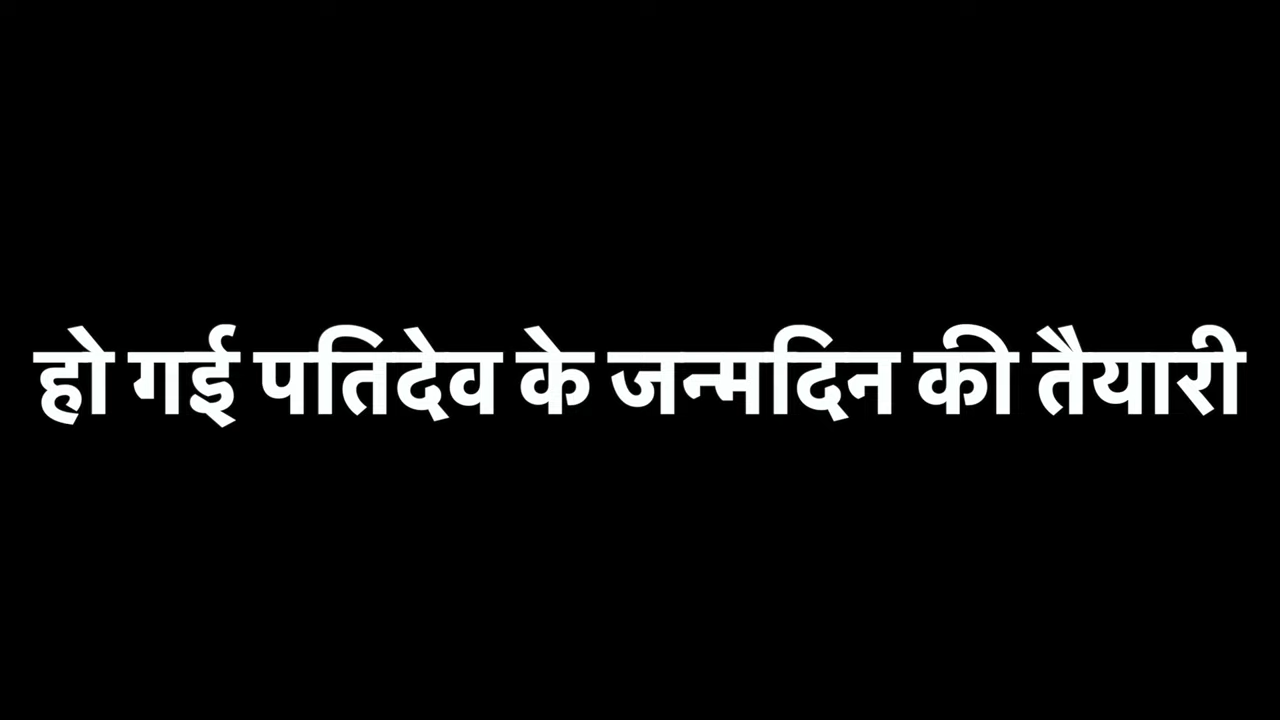 हो गई पतिदेव के जन्मदिन की तैयारी